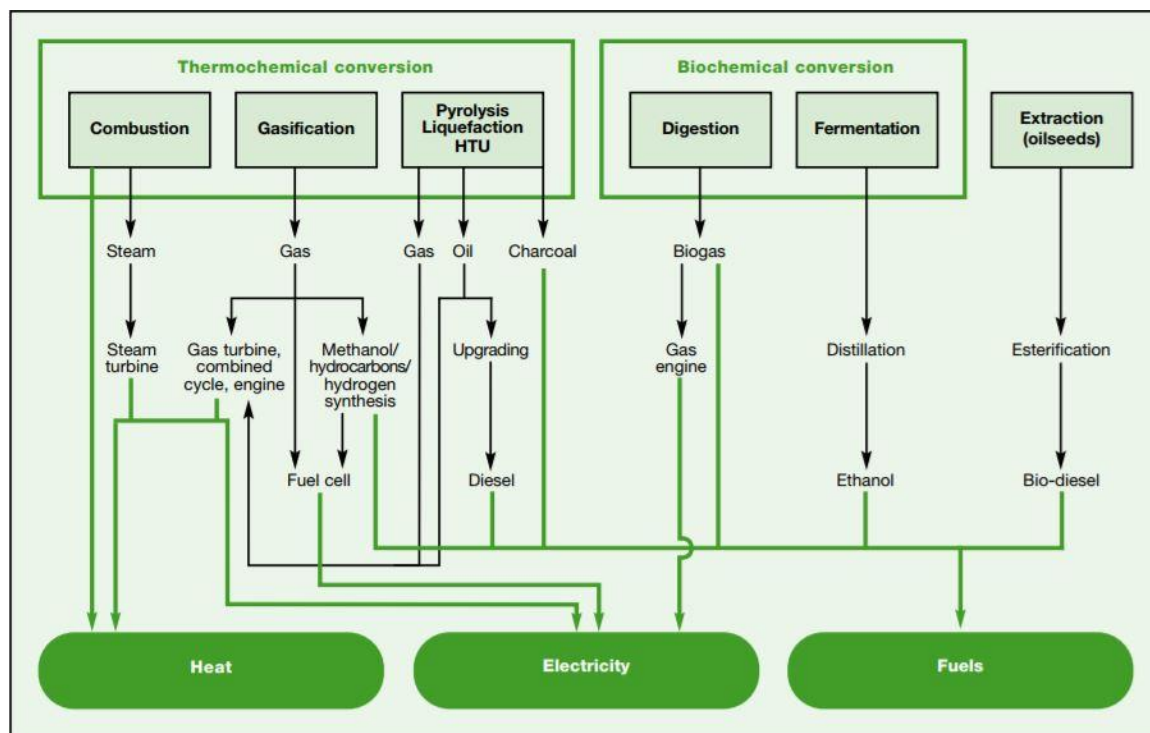 Thermochemical conversion
Biochemical conversion
Combustion
Gasification
Pyrolysis
Liquefaction
HTU
Digestion
Fermentation
Extraction
(oilseeds)
Steam
Gas
Gas
Oil
Charcoal
Biogas
Steam
turbine
Gas turbine,
combined
cycle, engine
Methanol/
hydrocarbons/
hydrogen
synthesis
Upgrading
Gas
engine
Distillation
Esterification
Fuel cell
Diesel
Ethanol
Bio-diesel
Heat
Electricity
Fuels